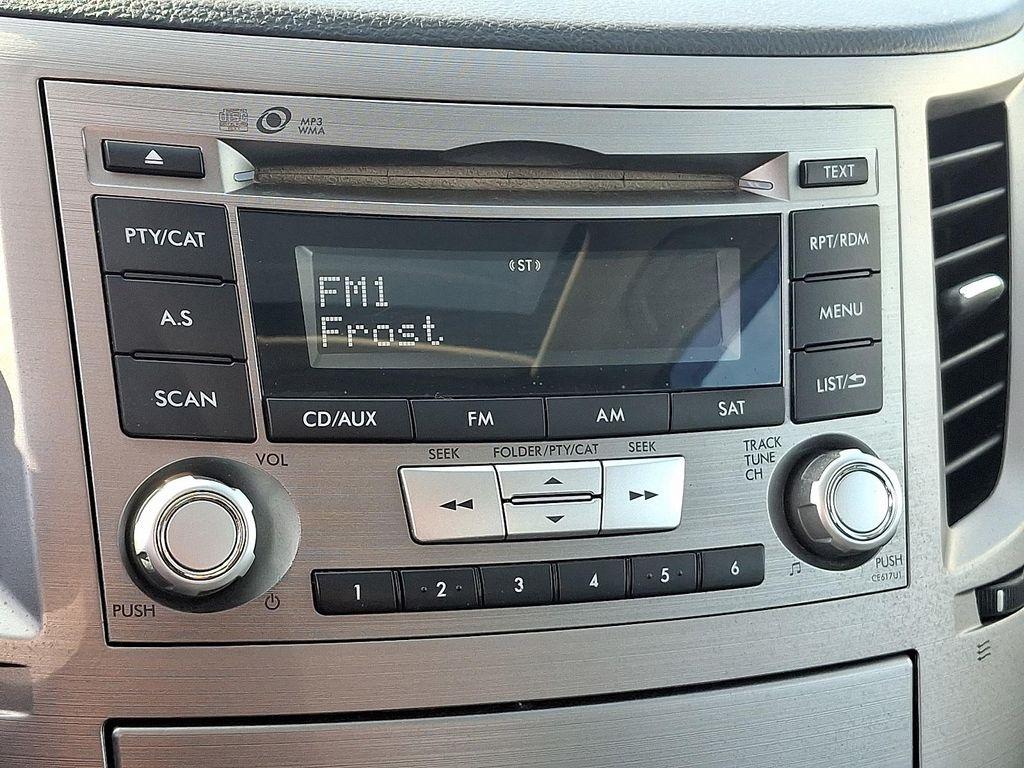 MP3
WMA
TEXT
PTY/CAT
RPT/RDM
(ST)
FM1
A.S
MENU
Frost
SCAN
LIST/
CD/AUX
FM
AM
SAT
VOL
SEEK
FOLDER/PTY/CAT
SEEK
TRACK
TUNE
CH
1
2
3
4
5
6
PUSH
PUSH
CE617U1